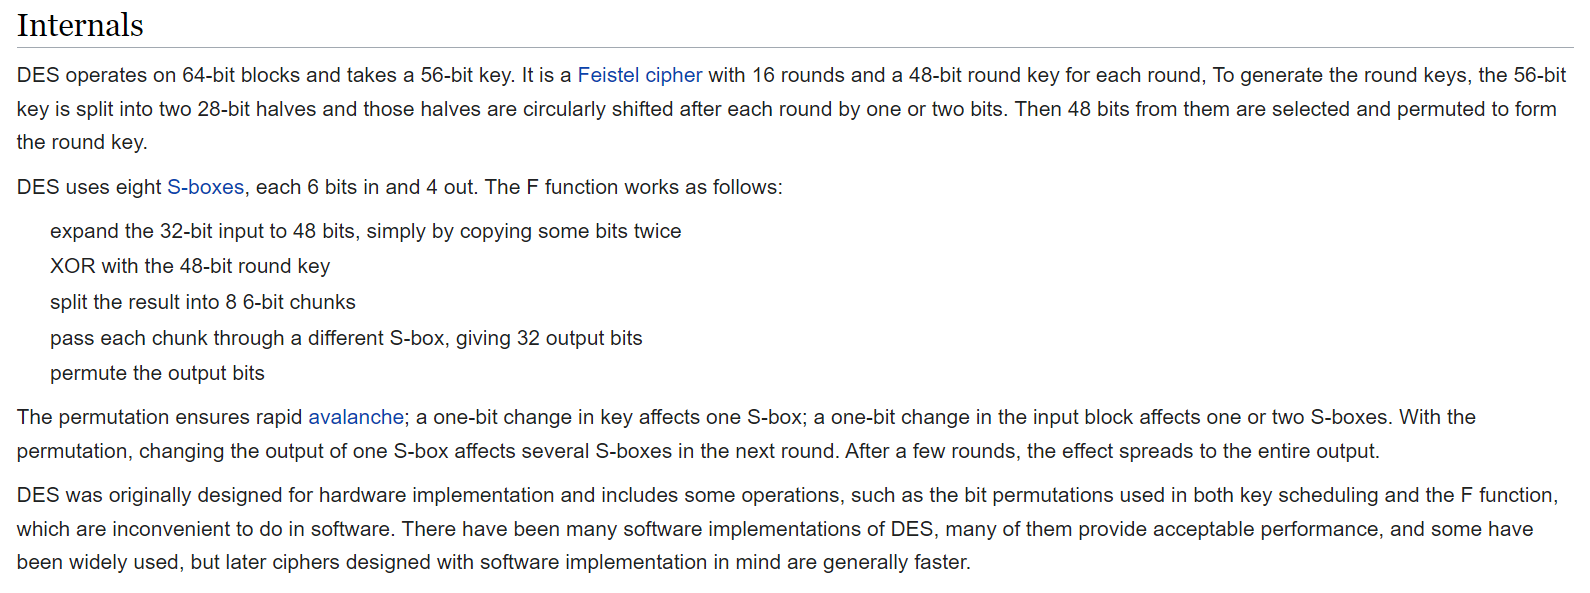 Internals
DES operates on 64-bit blocks and takes a 56-bit key. It is a Feistel cipher with 16 rounds and a 48-bit round key for each round, To generate the round keys, the 56-bit
key is split into two 28-bit halves and those halves are circularly shifted after each round by one or two bits. Then 48 bits from them are selected and permuted to form
the round key.
DES uses eight S-boxes, each 6 bits in and 4 out. The F function works as follows:
expand the 32-bit input to 48 bits, simply by copying some bits twice
XOR with the 48-bit round key
split the result into 8 6-bit chunks
pass each chunk through a different S-box, giving 32 output bits
permute the output bits
The permutation ensures rapid avalanche; a one-bit change in key affects one S-box; a one-bit change in the input block affects one or two S-boxes. With the
permutation, changing the output of one S-box affects several S-boxes in the next round. After a few rounds, the effect spreads to the entire output.
DES was originally designed for hardware implementation and includes some operations, such as the bit permutations used in both key scheduling and the F function,
which are inconvenient to do in software. There have been many software implementations of DES, many of them provide acceptable performance, and some have
been widely used, but later ciphers designed with software implementation in mind are generally faster.